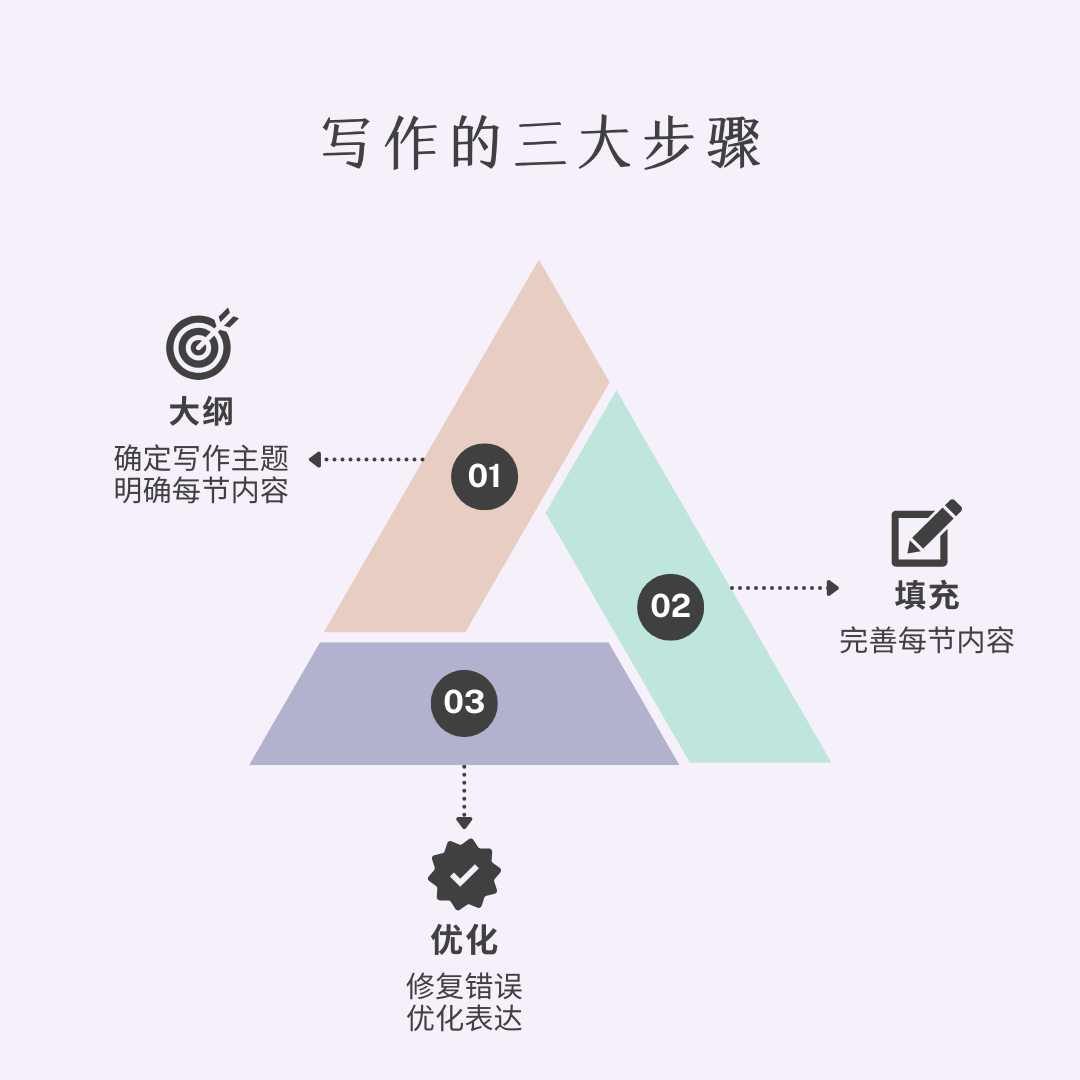 写作的三大步骤
大纲
确定写作主题
明确每节内容
01
02
填充
完善每节内容
03
优化
修复错误
优化表达